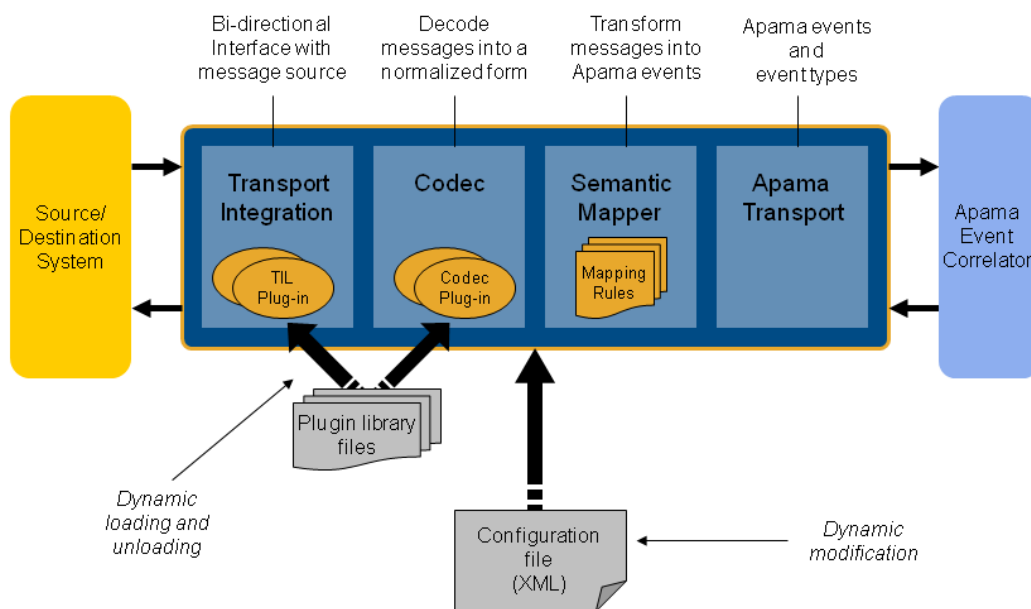 Bi-directional
Interface with
message source
Decode
messages into a
normalized form
Transform
messages into
Apama events
Apama events
and
event types
Source/
Destination
System
Transport
Integration
TIL
Plug-in
Codec
Codec
Plug-in
Semantic
Mapper
Mapping
Rules
Apama
Transport
Apama
Event
Correlator
Plugin library
files
Dynamic
loading and
unloading
Configuration
file
(XML)
Dynamic
modification